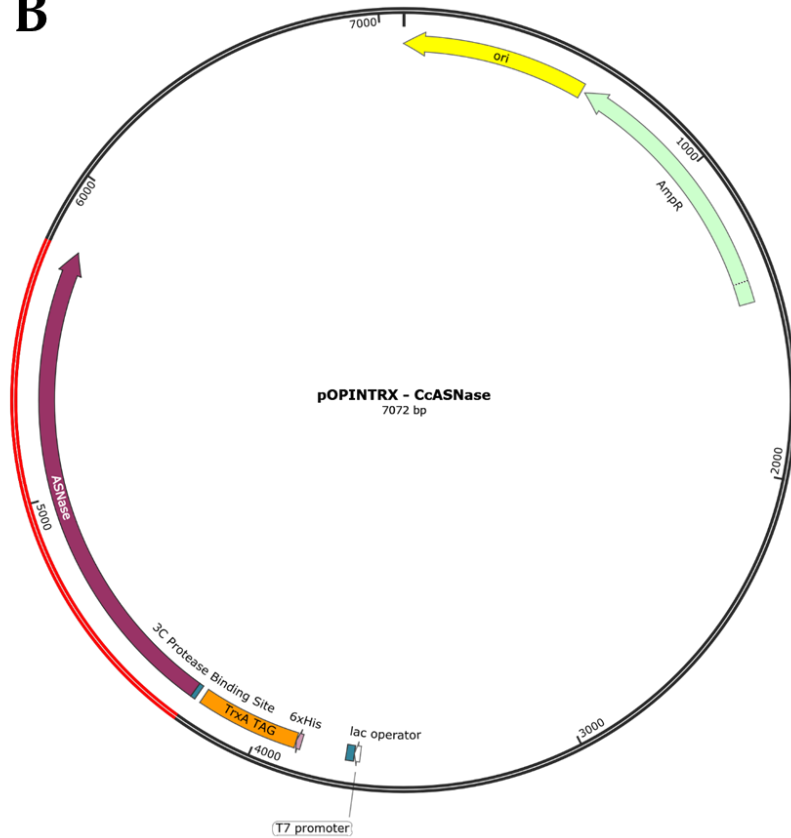 B
7000
ori
1000
AmpR
6000
pOPINTRX - CcASNase
7072 bp
2000
ASNase
5000
3C Protease Binding Site
TrxA TAG
6xHis
lac operator
4000
3000
T7 promoter